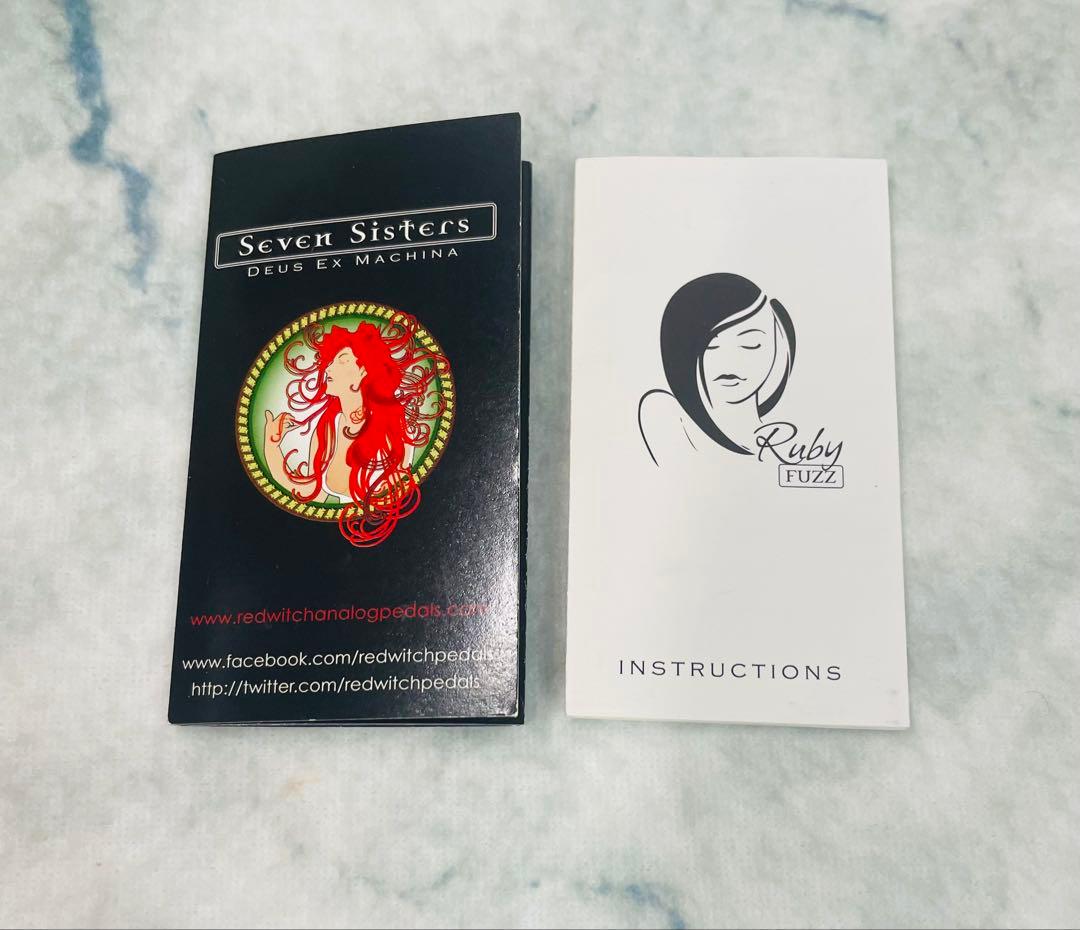 Seven Sisters
Deus Ex Machina
www.redwitchanalogpedals.com
www.facebook.com/redwitchpedals
http://twitter.com/redwitchpedals
Ruby
FUZZ
INSTRUCTIONS